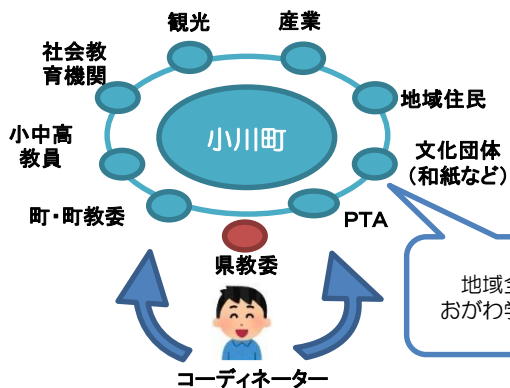 観光
産業
社会教
育機関
地域住民
小川町
小中高
教員
文化団体
（和紙など）
町・町教委
PTA
県教委
地域
おがわ学
コーディネーター